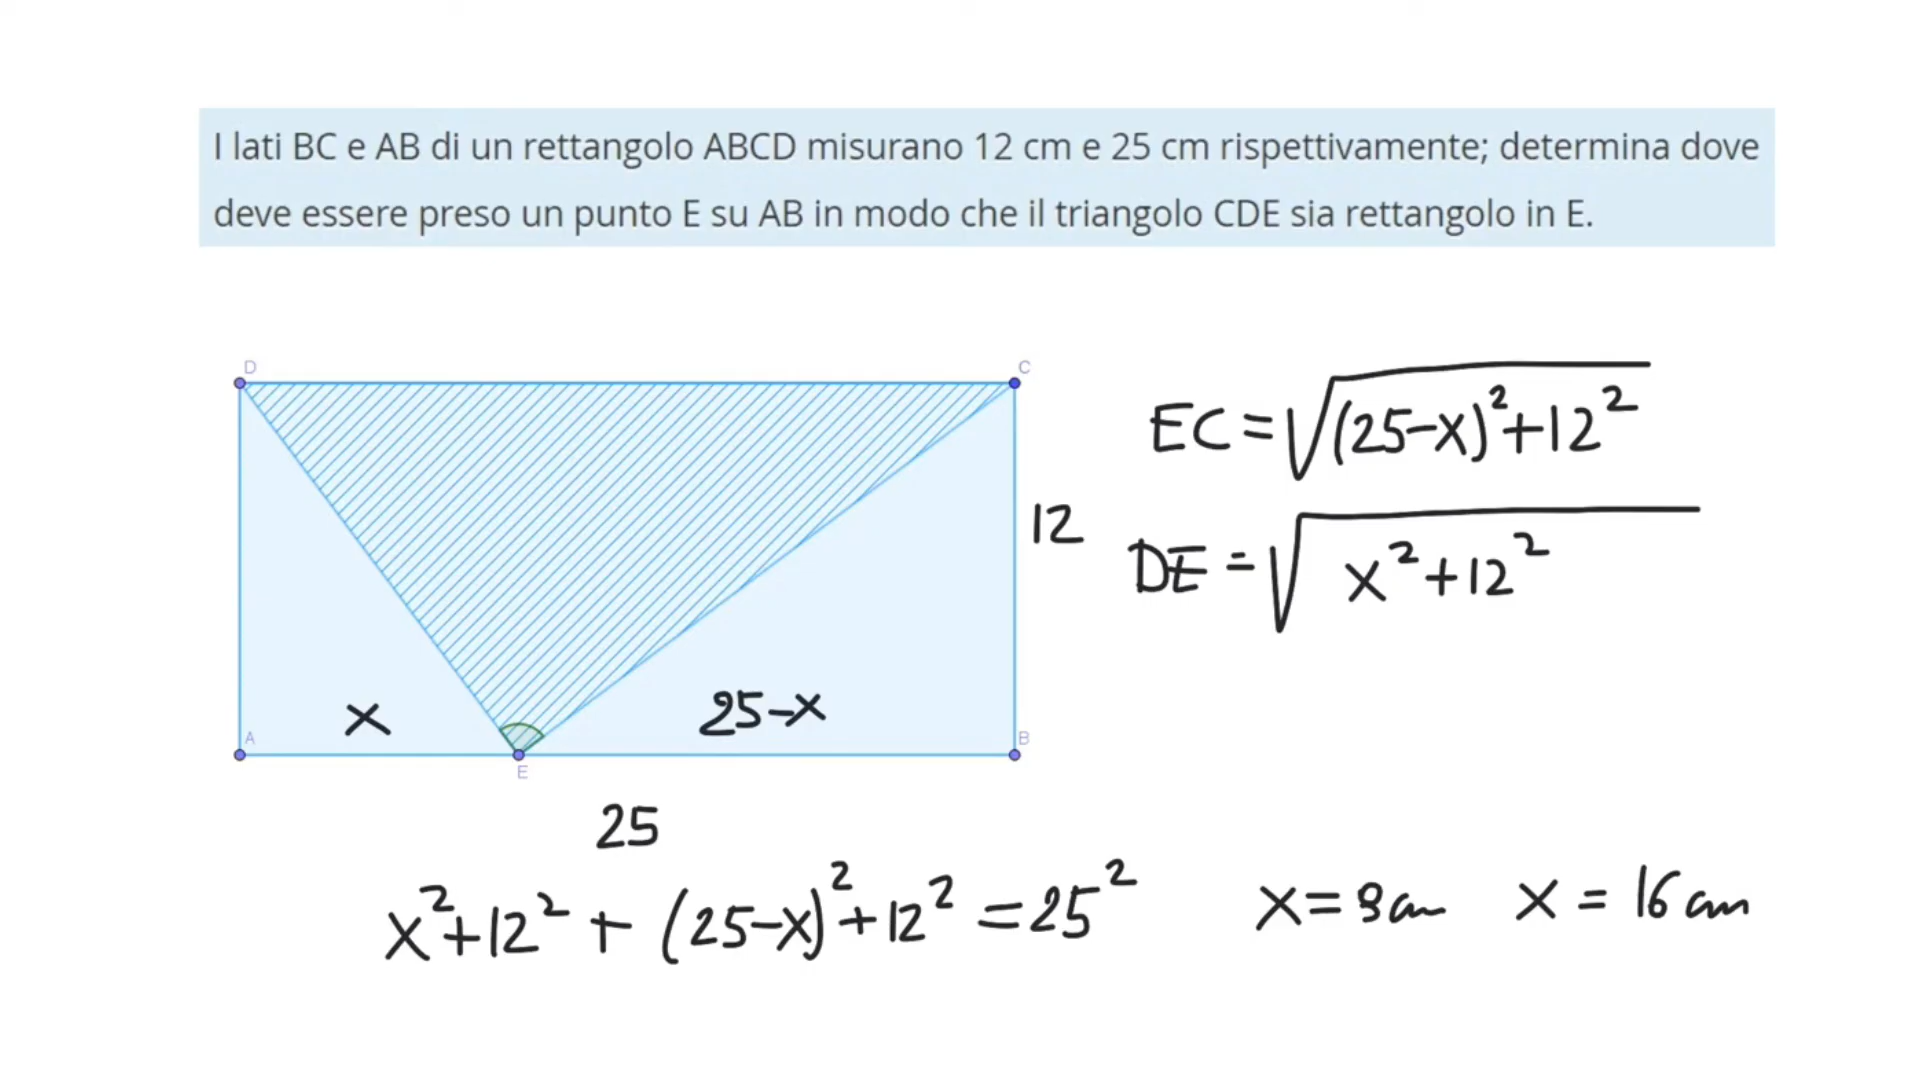 I lati BC e AB di un rettangolo ABCD misurano 12 cm e 25 cm rispettivamente; determina dove
deve essere preso un punto E su AB in modo che il triangolo CDE sia rettangolo in E.
D
C
EC = √(25-x)²+12²
12
DE = √x²+12²
x
25-x
A
B
E
25
x²+12² + (25-x)²+12² = 25²
x = 9 cm
x = 16 cm